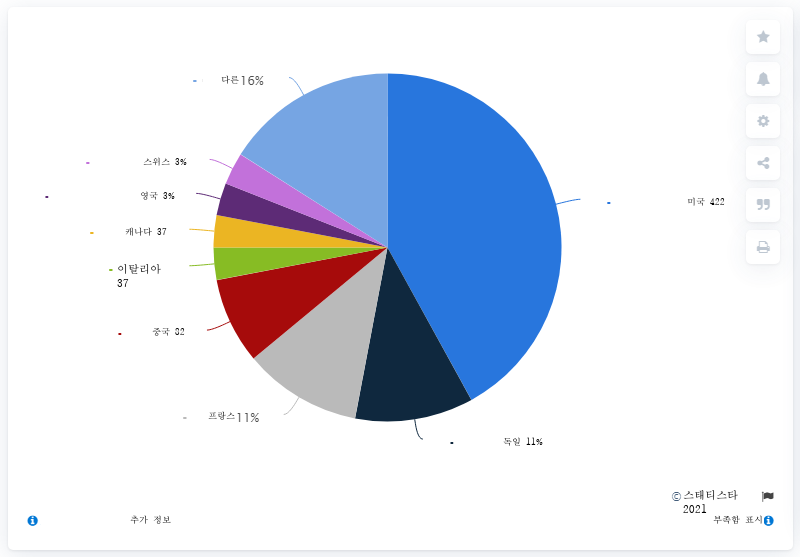 다른16%
스위스 3%
영국 3%
미국 422
캐나다 37
이탈리아
37
중국 82
프랑스11%
독일 11%
©스태티스타
2021
추가 정보
부족함 표시